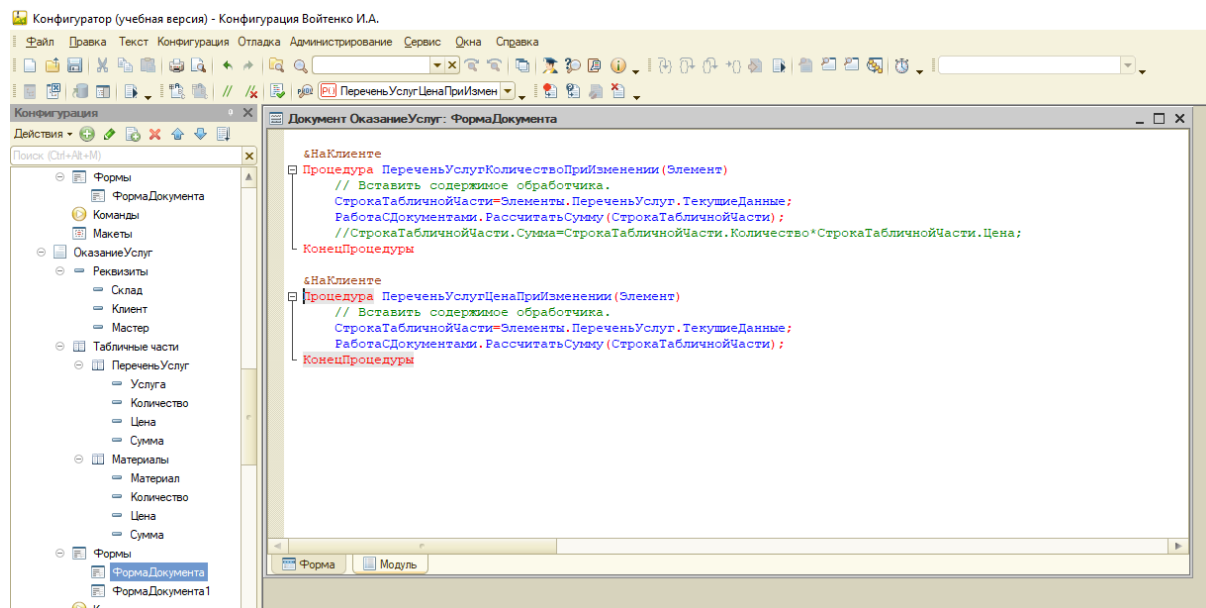 Конфигуратор (учебная версия) - Конфигурация Войтенко И.А.
Файл Правка Текст Конфигурация Отладка Администрирование Сервис Окна Справка
ПереченьУслугЦенаПриИзмен
Конфигурация
Действия
Поиск (Ctrl+Alt+M)
Формы
ФормаДокумента
Команды
Макеты
ОказаниеУслуг
Реквизиты
Склад
Клиент
Мастер
Табличные части
ПереченьУслуг
Услуга
Количество
Цена
Сумма
Материалы
Материал
Количество
Цена
Сумма
Формы
ФормаДокумента
ФормаДокумента1
Документ ОказаниеУслуг: ФормаДокумента
&НаКлиенте
Процедура ПереченьУслугКоличествоПриИзменении(Элемент)
// Вставить содержимое обработчика.
СтрокаТабличнойЧасти=Элементы.ПереченьУслуг.ТекущиеДанные;
РаботаСДокументами.РассчитатьСумму(СтрокаТабличнойЧасти);
//СтрокаТабличнойЧасти.Сумма=СтрокаТабличнойЧасти.Количество*СтрокаТабличнойЧасти.Цена;
КонецПроцедуры
&НаКлиенте
Процедура ПереченьУслугЦенаПриИзменении(Элемент)
// Вставить содержимое обработчика.
СтрокаТабличнойЧасти=Элементы.ПереченьУслуг.ТекущиеДанные;
РаботаСДокументами.РассчитатьСумму(СтрокаТабличнойЧасти);
КонецПроцедуры
Форма Модуль